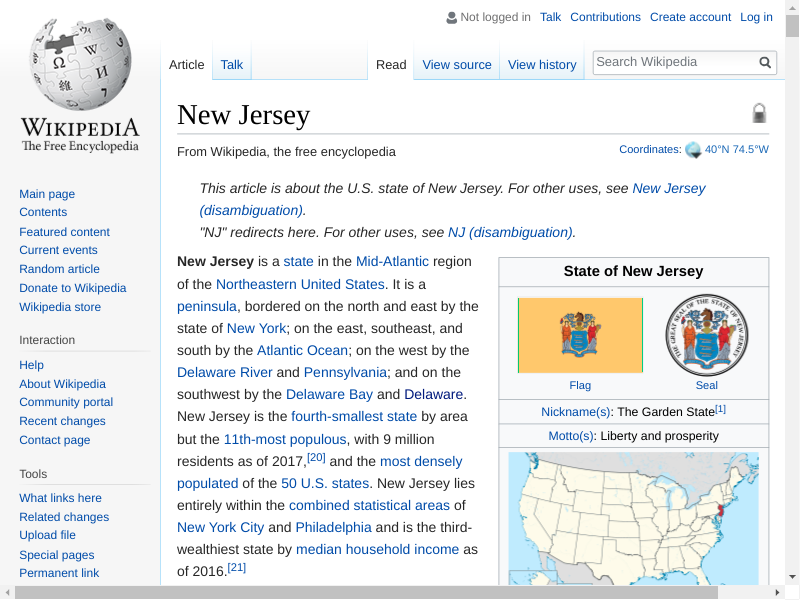 Not logged in Talk Contributions Create account Log in
Article Talk Read View source View history Search Wikipedia
WIKIPEDIA
The Free Encyclopedia
Main page
Contents
Featured content
Current events
Random article
Donate to Wikipedia
Wikipedia store
Interaction
Help
About Wikipedia
Community portal
Recent changes
Contact page
Tools
What links here
Related changes
Upload file
Special pages
Permanent link
New Jersey
From Wikipedia, the free encyclopedia
Coordinates: 40°N 74.5°W
This article is about the U.S. state of New Jersey. For other uses, see New Jersey
(disambiguation).
"NJ" redirects here. For other uses, see NJ (disambiguation).
New Jersey is a state in the Mid-Atlantic region
of the Northeastern United States. It is a
peninsula, bordered on the north and east by the
state of New York; on the east, southeast, and
south by the Atlantic Ocean; on the west by the
Delaware River and Pennsylvania; and on the
southwest by the Delaware Bay and Delaware.
New Jersey is the fourth-smallest state by area
but the 11th-most populous, with 9 million
residents as of 2017,[20] and the most densely
populated of the 50 U.S. states. New Jersey lies
entirely within the combined statistical areas of
New York City and Philadelphia and is the third-
wealthiest state by median household income as
of 2016.[21]
State of New Jersey
THE GREAT SEAL OF THE STATE OF NEW JERSEY
Flag Seal
Nickname(s): The Garden State[1]
Motto(s): Liberty and prosperity